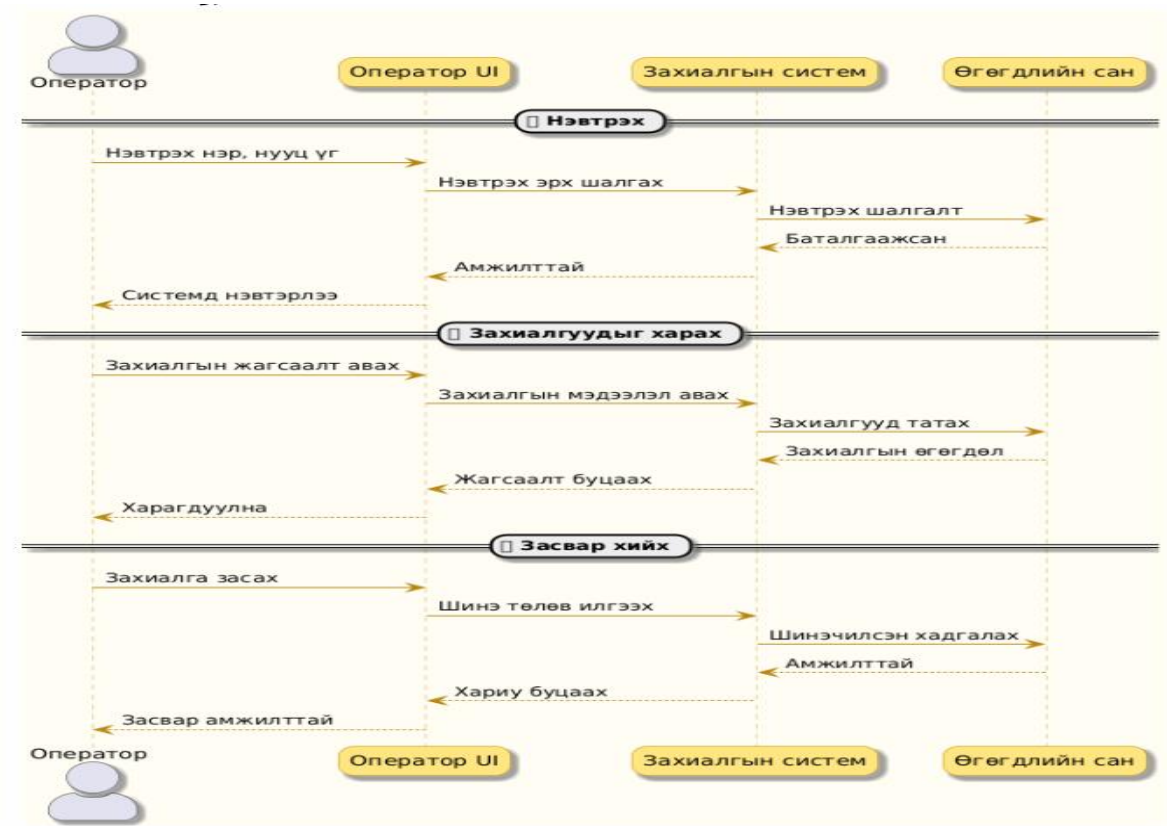 Оператор
Оператор UI
Захиалгын систем
Өгөгдлийн сан
Нэвтрэх
Нэвтрэх нэр, нууц үг
Нэвтрэх эрх шалгах
Нэвтрэх шалгалт
Баталгаажсан
Амжилттай
Системд нэвтэрлээ
Захиалгуудыг харах
Захиалгын жагсаалт авах
Захиалгын мэдээлэл авах
Захиалгууд татах
Захиалгын өгөгдөл
Жагсаалт буцаах
Харагдуулна
Засвар хийх
Захиалга засах
Шинэ төлөв илгээх
Шинэчилсэн хадгалах
Амжилттай
Хариу буцаах
Засвар амжилттай
Оператор
Оператор UI
Захиалгын систем
Өгөгдлийн сан